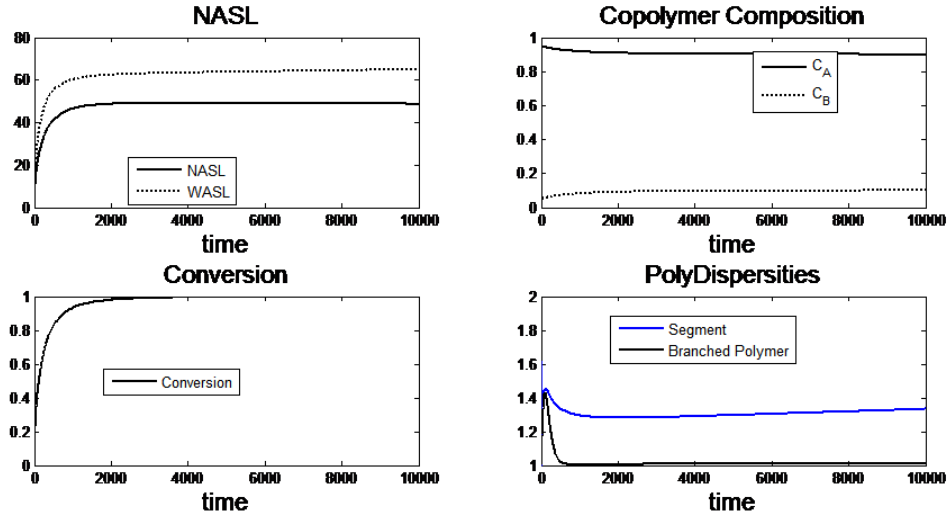 NASL
80
60
40
20
0
NASL
WASL
0 2000 4000 6000 8000 10000
time
Copolymer Composition
1
0.8
0.6
0.4
0.2
0
C_A
C_B
0 2000 4000 6000 8000 10000
time
Conversion
1
0.8
0.6
0.4
0.2
0
Conversion
0 2000 4000 6000 8000 10000
time
PolyDispersities
2
1.8
1.6
1.4
1.2
1
Segment
Branched Polymer
0 2000 4000 6000 8000 10000
time